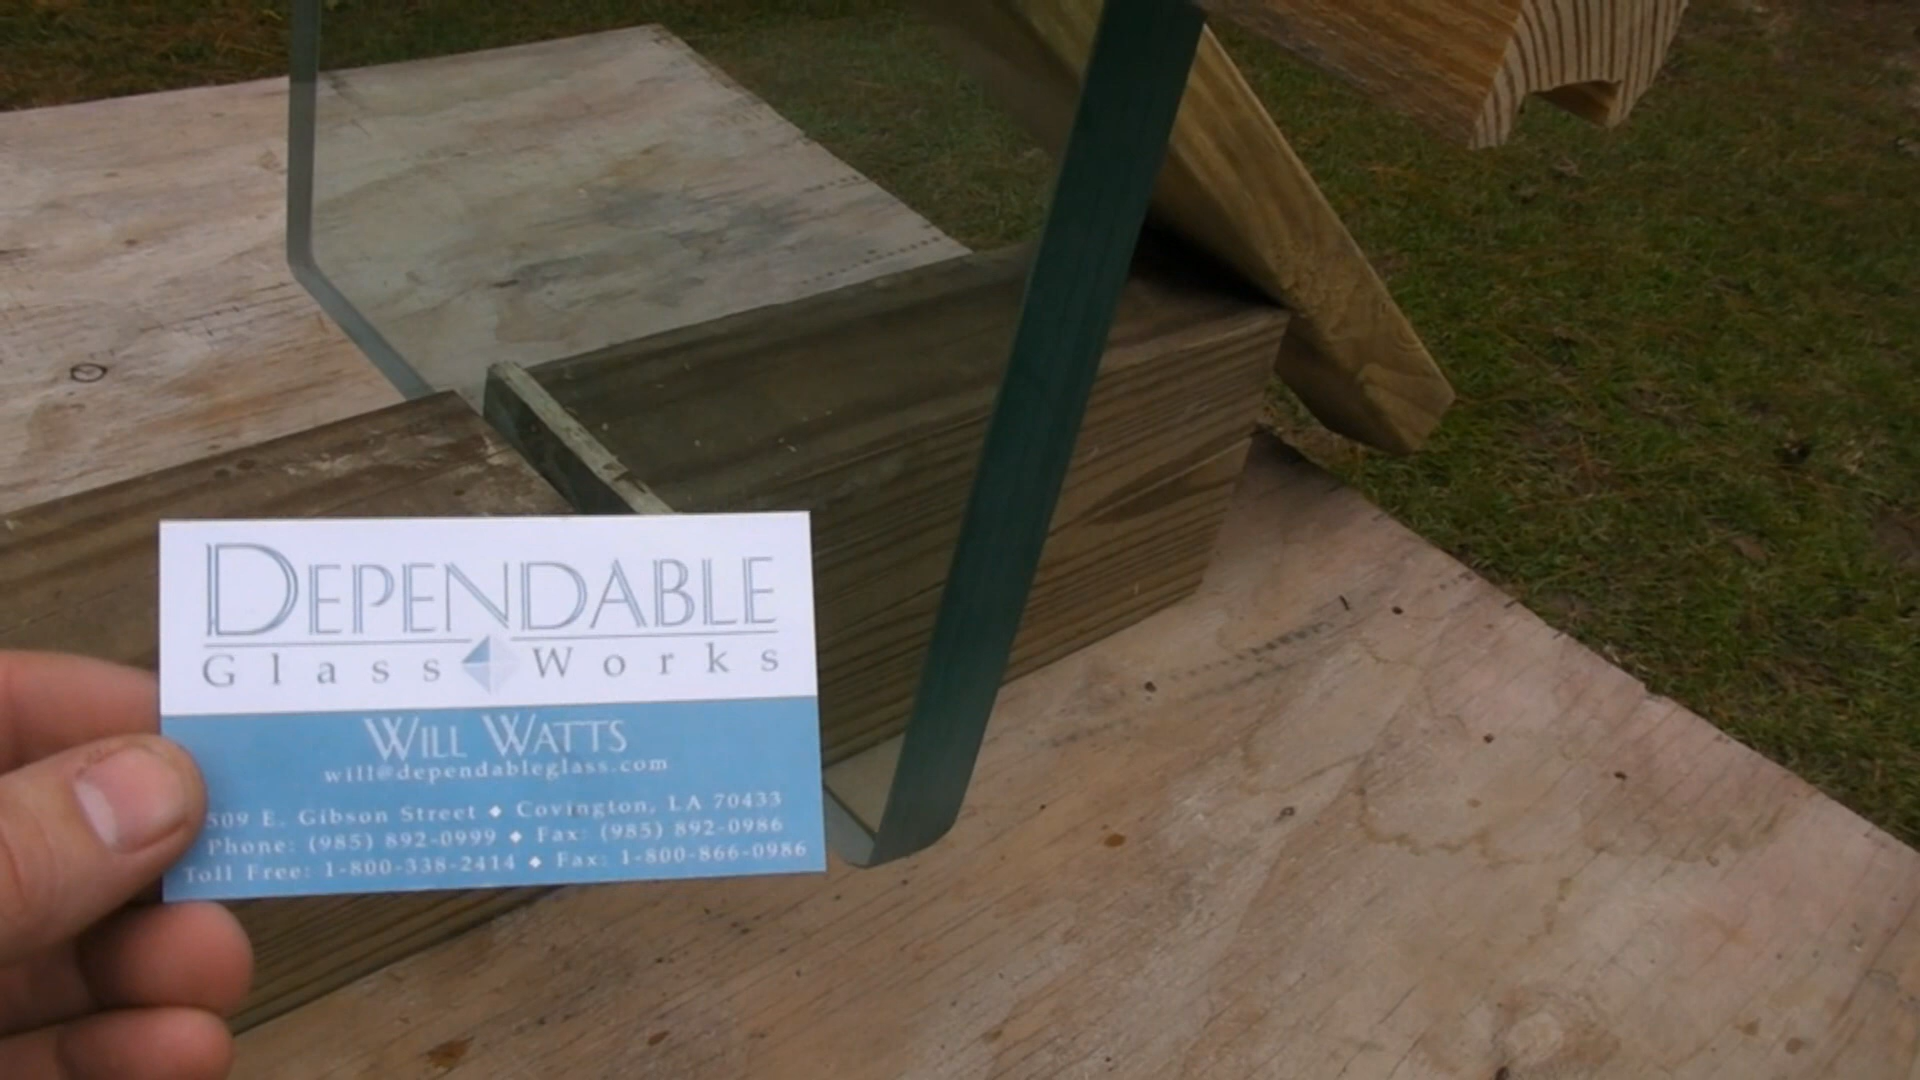 DEPENDABLE
Glass Works
WILL WATTS
will@dependableglass.com
509 E. Gibson Street ◆ Covington, LA 70433
Phone: (985) 892-0999 ◆ Fax: (985) 892-0986
Toll Free: 1-800-338-2414 ◆ Fax: 1-800-866-0986